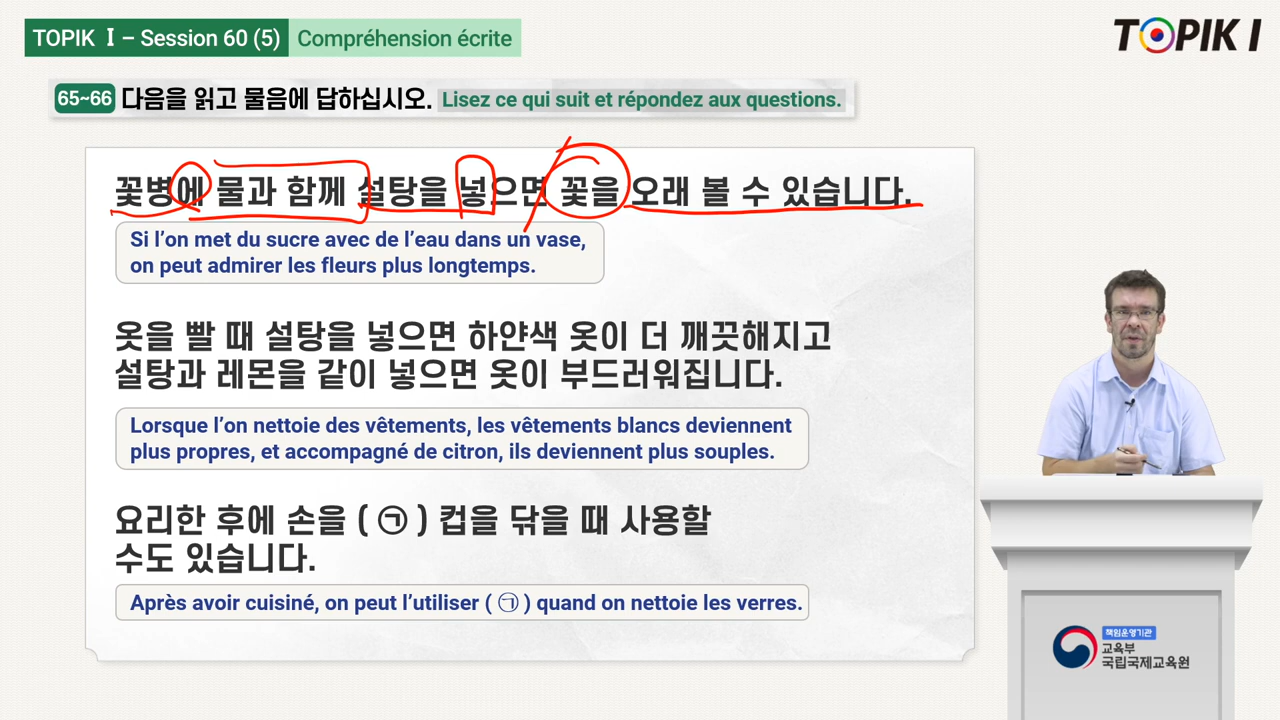 TOPIK Ⅰ – Session 60 (5) Compréhension écrite
TOPIK I
65~66 다음을 읽고 물음에 답하십시오. Lisez ce qui suit et répondez aux questions.
꽃병에 물과 함께 설탕을 넣으면 꽃을 오래 볼 수 있습니다.
Si l’on met du sucre avec de l’eau dans un vase,
on peut admirer les fleurs plus longtemps.
옷을 빨 때 설탕을 넣으면 하얀색 옷이 더 깨끗해지고
설탕과 레몬을 같이 넣으면 옷이 부드러워집니다.
Lorsque l’on nettoie des vêtements, les vêtements blancs deviennent
plus propres, et accompagné de citron, ils deviennent plus souples.
요리한 후에 손을 ( ㉠ ) 컵을 닦을 때 사용할
수도 있습니다.
Après avoir cuisiné, on peut l’utiliser ( ㉠ ) quand on nettoie les verres.
책임운영기관
교육부
국립국제교육원